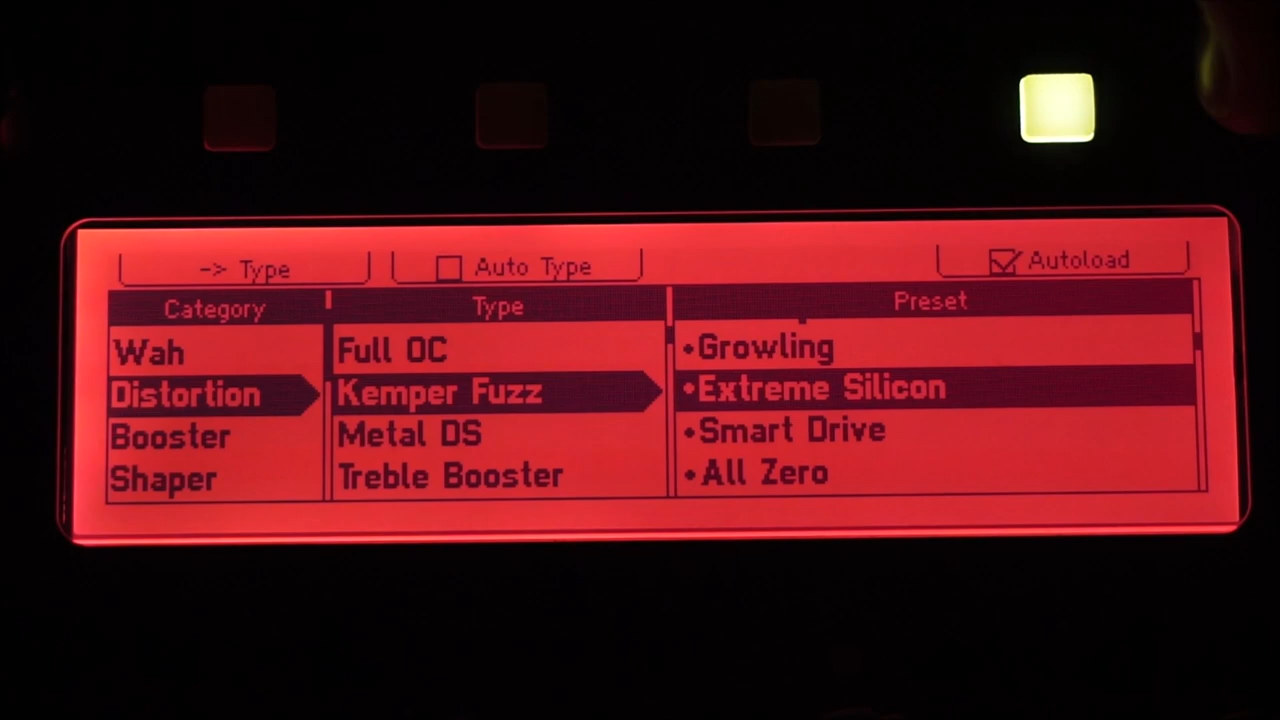 -> Type Auto Type Autoload
Category Type Preset
Wah Full OC •Growling
Distortion Kemper Fuzz •Extreme Silicon
Booster Metal DS •Smart Drive
Shaper Treble Booster •All Zero